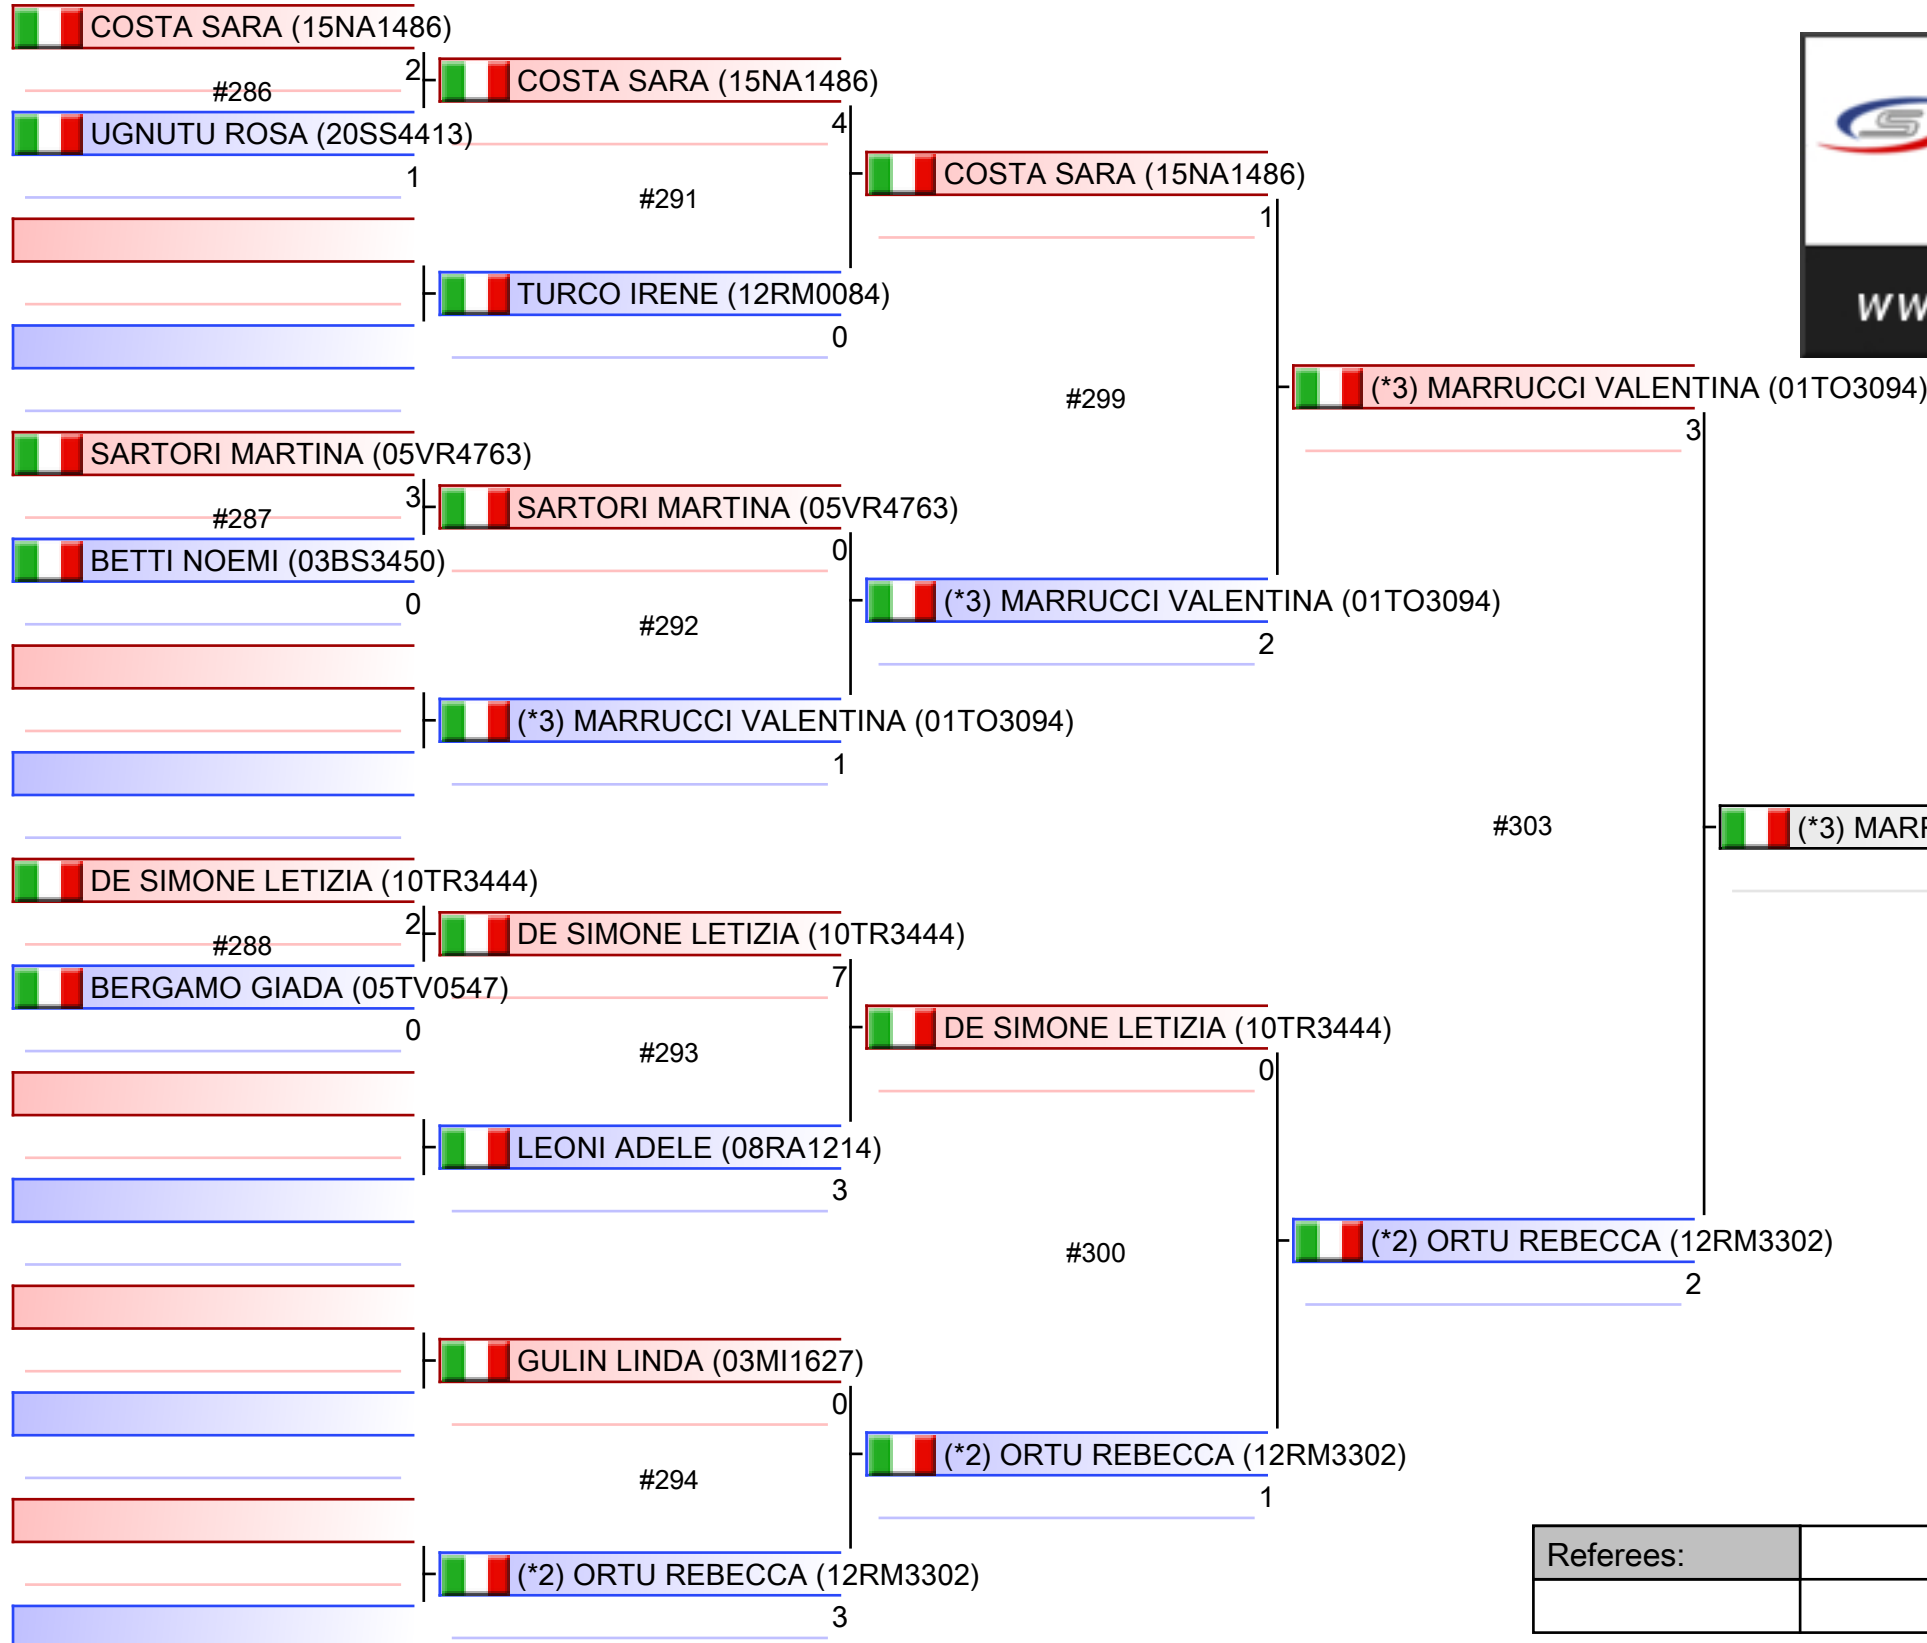 COSTA SARA (15NA1486)
2
#286
UGNUTU ROSA (20SS4413)
1
COSTA SARA (15NA1486)
4
#291
TURCO IRENE (12RM0084)
0
COSTA SARA (15NA1486)
1
#299
SARTORI MARTINA (05VR4763)
3
#287
BETTI NOEMI (03BS3450)
0
SARTORI MARTINA (05VR4763)
0
#292
(*3) MARRUCCI VALENTINA (01TO3094)
1
(*3) MARRUCCI VALENTINA (01TO3094)
2
(*3) MARRUCCI VALENTINA (01TO3094)
3
#303
(*3) MARR
DE SIMONE LETIZIA (10TR3444)
2
#288
BERGAMO GIADA (05TV0547)
0
DE SIMONE LETIZIA (10TR3444)
7
#293
LEONI ADELE (08RA1214)
3
DE SIMONE LETIZIA (10TR3444)
0
#300
GULIN LINDA (03MI1627)
0
#294
(*2) ORTU REBECCA (12RM3302)
3
(*2) ORTU REBECCA (12RM3302)
1
(*2) ORTU REBECCA (12RM3302)
2
S
ww
Referees: